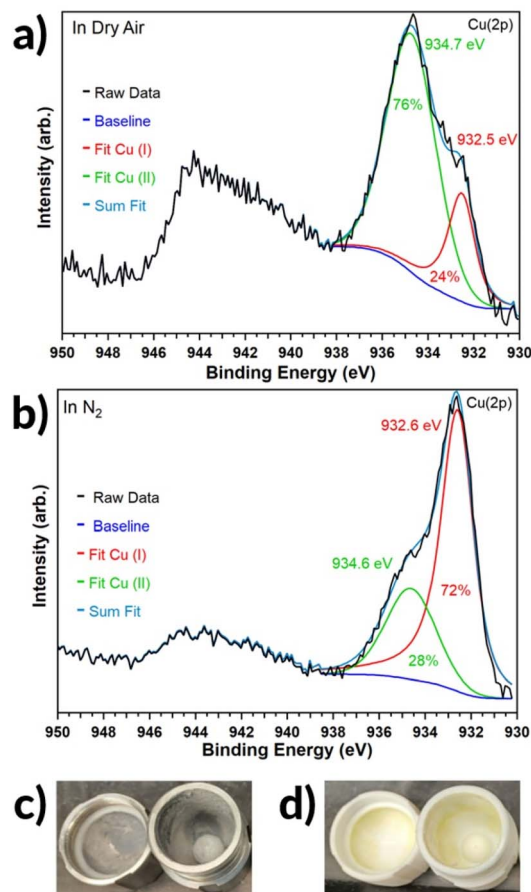 a)
In Dry Air
Cu(2p)
934.7 eV
Raw Data
76%
Baseline
932.5 eV
Fit Cu (I)
Fit Cu (II)
Sum Fit
24%
Intensity (arb.)
950 948 946 944 942 940 938 936 934 932 930
Binding Energy (eV)
b)
In N₂
Cu(2p)
932.6 eV
Raw Data
Baseline
Fit Cu (I)
934.6 eV
Fit Cu (II)
72%
Sum Fit
28%
Intensity (arb.)
950 948 946 944 942 940 938 936 934 932 930
Binding Energy (eV)
c)
d)